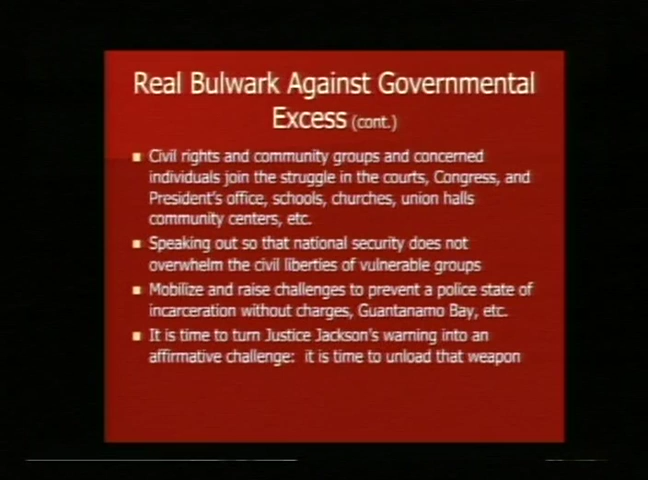 Real Bulwark Against Governmental
Excess (cont.)
Civil rights and community groups and concerned
individuals join the struggle in the courts, Congress, and
President's office, schools, churches, union halls
community centers, etc.
Speaking out so that national security does not
overwhelm the civil liberties of vulnerable groups
Mobilize and raise challenges to prevent a police state of
incarceration without charges, Guantanamo Bay, etc.
It is time to turn Justice Jackson's warning into an
affirmative challenge: it is time to unload that weapon